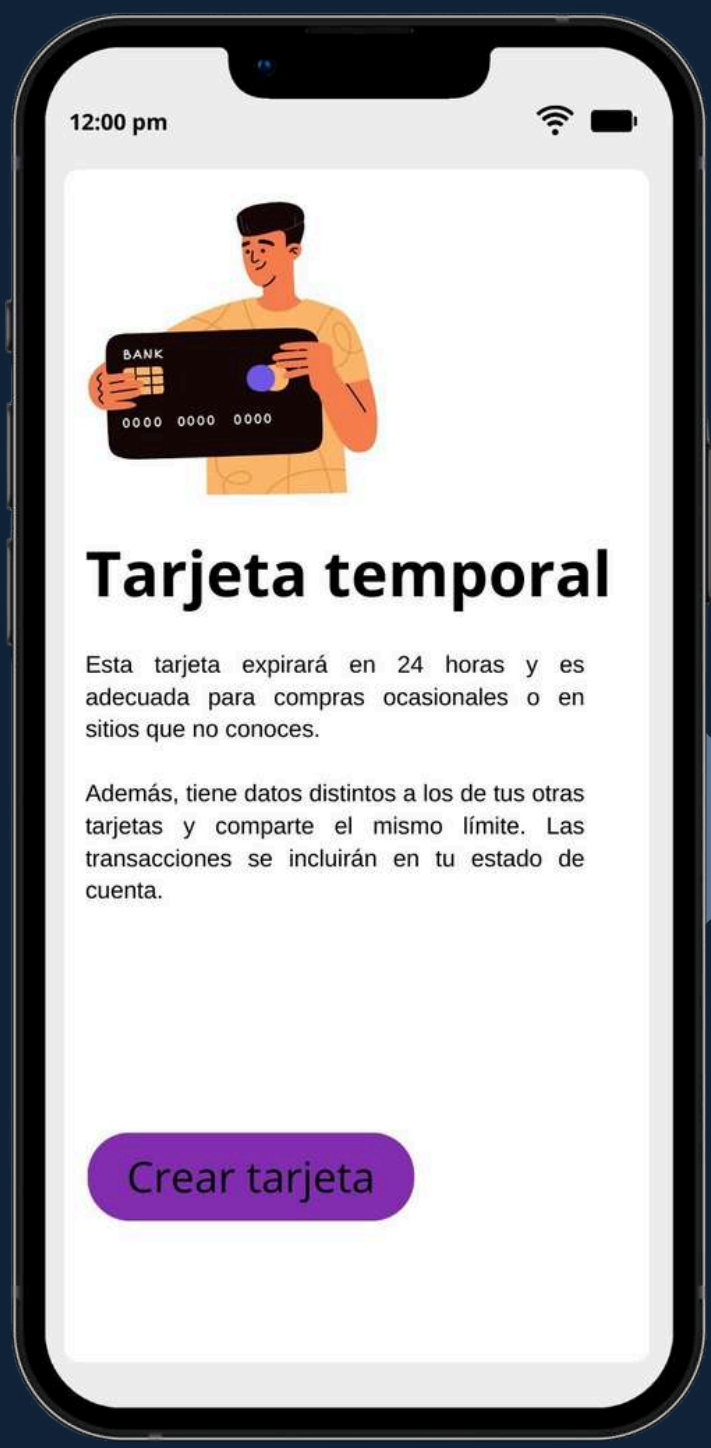 12:00 pm
BANK
0000 0000 0000
Tarjeta temporal
Esta tarjeta expirará en 24 horas y es
adecuada para compras ocasionales o en
sitios que no conoces.
Además, tiene datos distintos a los de tus otras
tarjetas y comparte el mismo límite. Las
transacciones se incluirán en tu estado de
cuenta.
Crear tarjeta